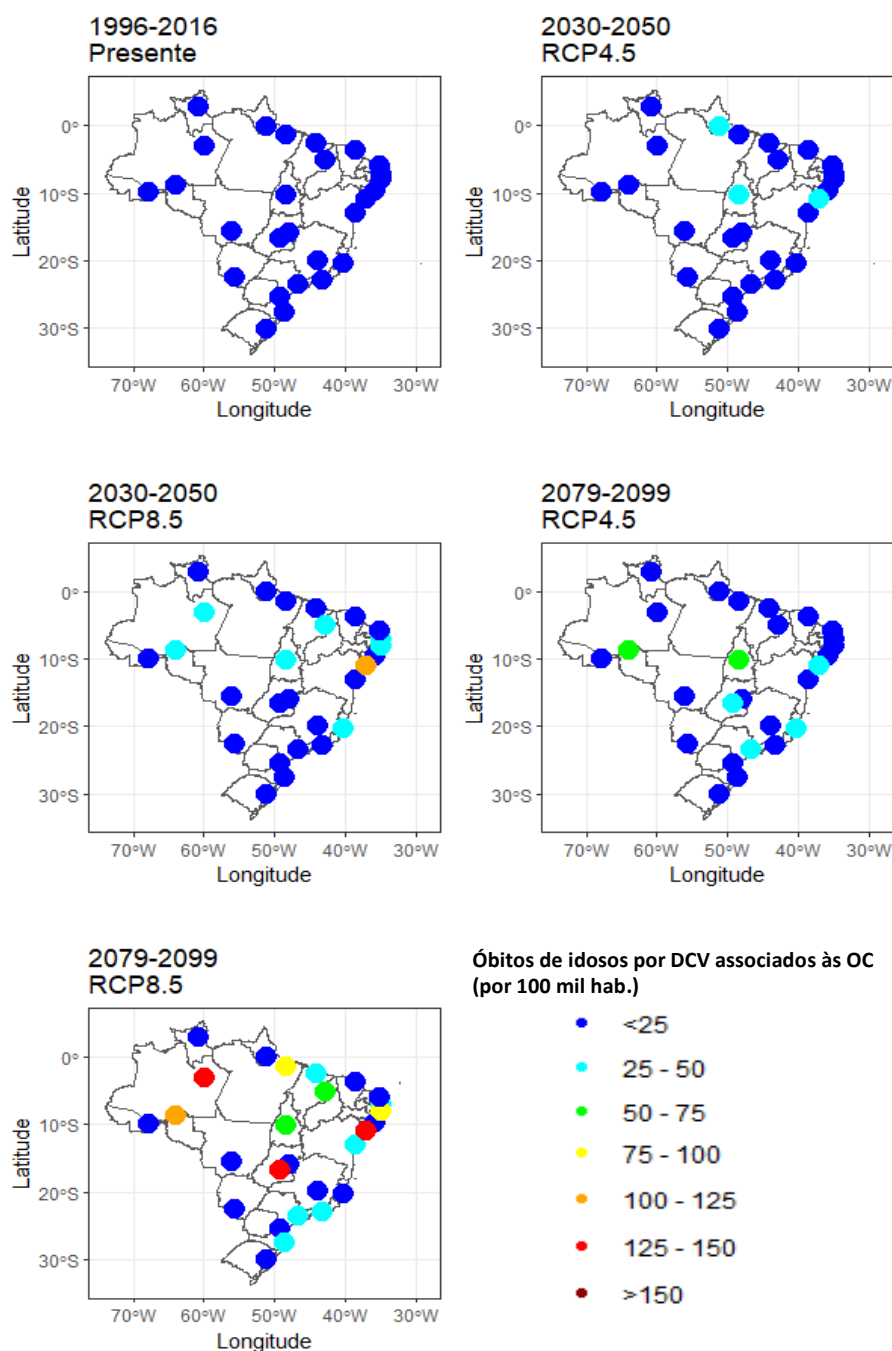 1996-2016
Presente
Latitude
0°
10°S
20°S
30°S
70°W 60°W 50°W 40°W 30°W
Longitude
2030-2050
RCP4.5
Latitude
0°
10°S
20°S
30°S
70°W 60°W 50°W 40°W 30°W
Longitude
2030-2050
RCP8.5
Latitude
0°
10°S
20°S
30°S
70°W 60°W 50°W 40°W 30°W
Longitude
2079-2099
RCP4.5
Latitude
0°
10°S
20°S
30°S
70°W 60°W 50°W 40°W 30°W
Longitude
2079-2099
RCP8.5
Latitude
0°
10°S
20°S
30°S
70°W 60°W 50°W 40°W 30°W
Longitude
Óbitos de idosos por DCV associados às OC
(por 100 mil hab.)
<25
25 - 50
50 - 75
75 - 100
100 - 125
125 - 150
>150